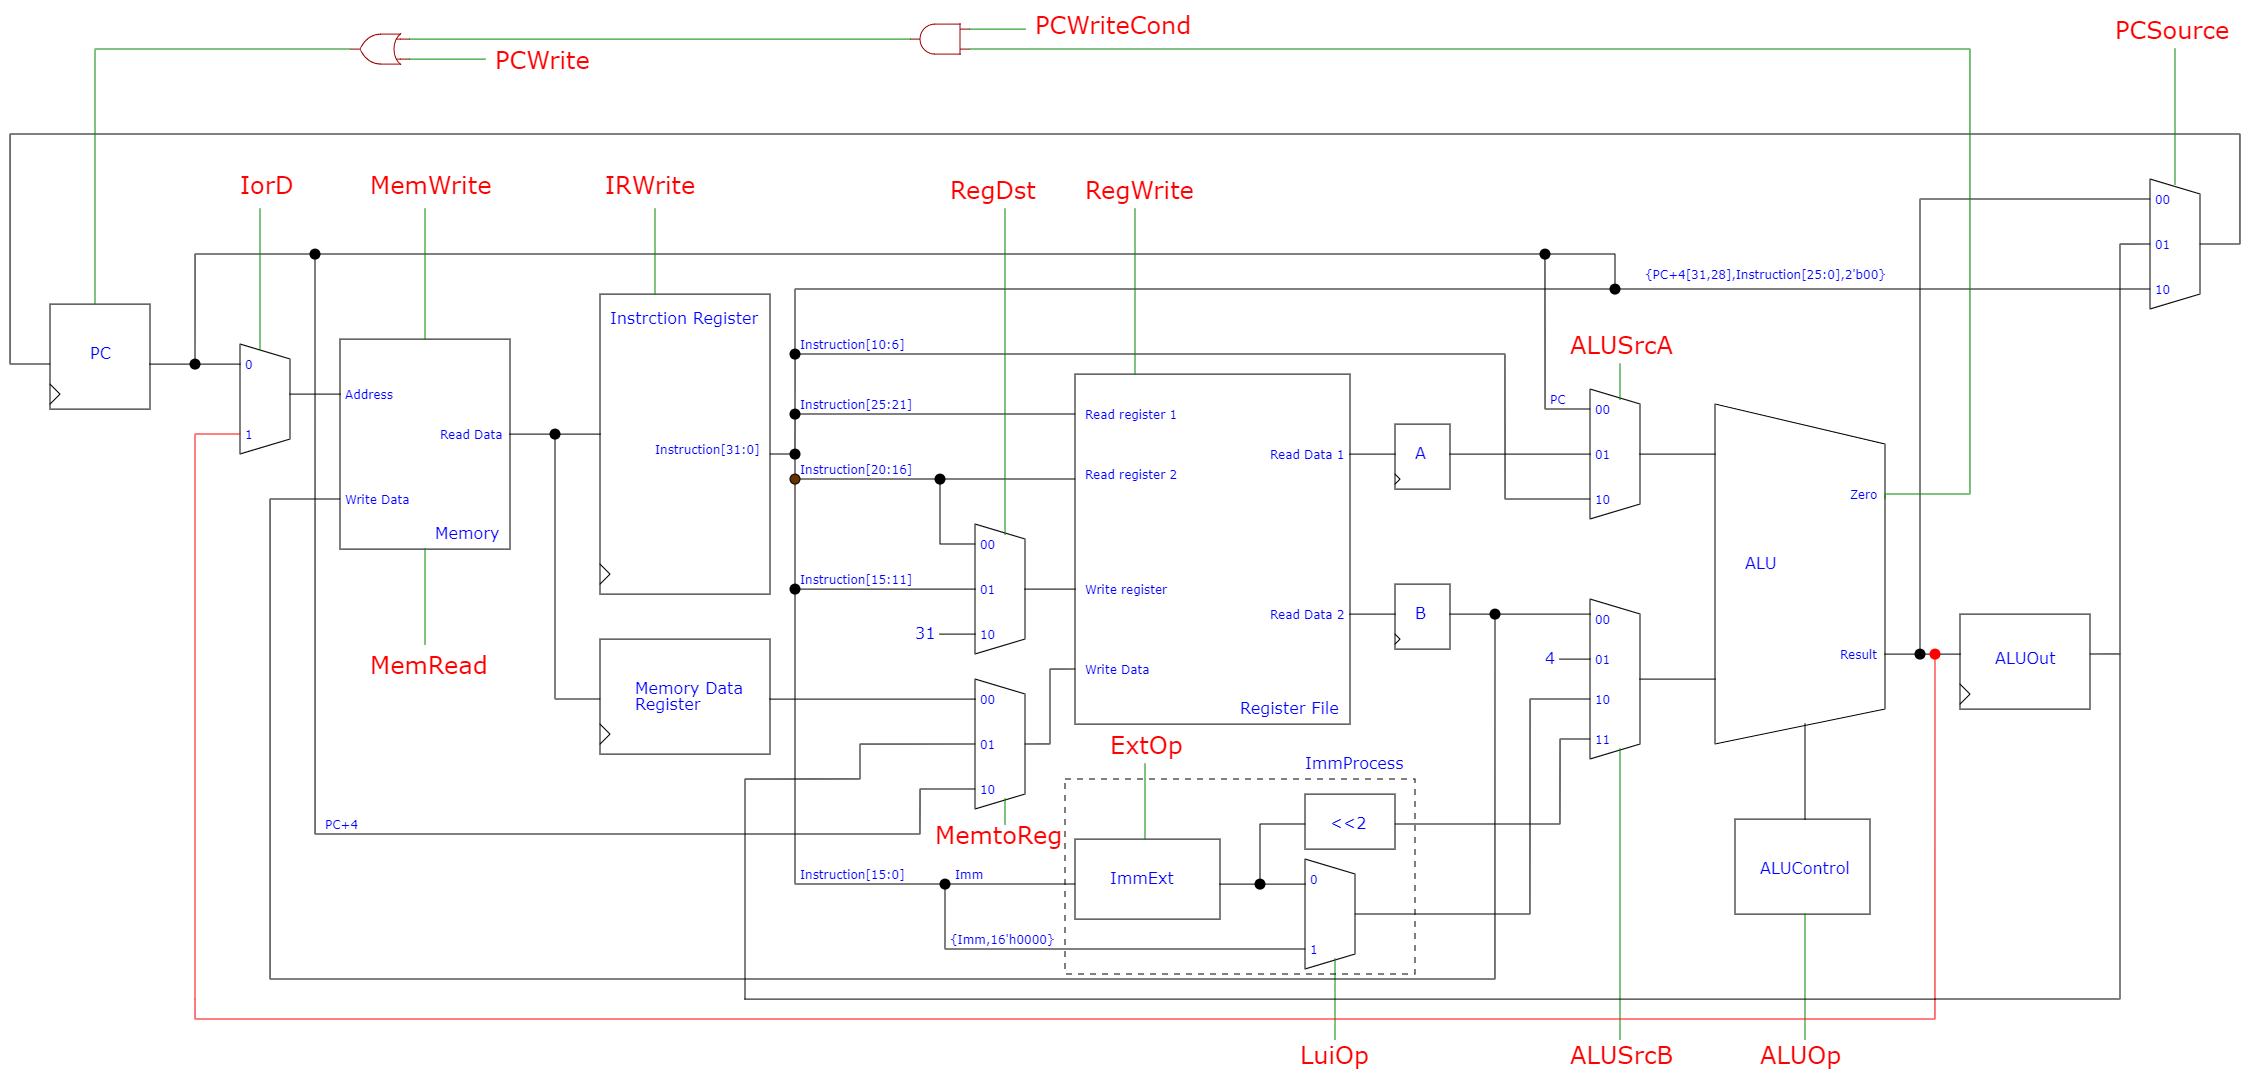 PCWriteCond
PCSource
PCWrite
IorD
MemWrite
IRWrite
RegDst
RegWrite
00
01
10
{PC+4[31,28],Instruction[25:0],2'b00}
PC
0
1
Address
Read Data
Write Data
Memory
MemRead
Instrction Register
Instruction[31:0]
Memory Data
Register
Instruction[10:6]
Instruction[25:21]
Instruction[20:16]
Instruction[15:11]
00
01
31
10
00
01
10
MemtoReg
PC+4
Read register 1
Read register 2
Write register
Write Data
Read Data 1
Read Data 2
Register File
A
B
ALUSrcA
PC
00
01
10
00
4
01
10
11
ALU
Zero
Result
ALUOut
ExtOp
ImmProcess
<<2
Instruction[15:0]
Imm
ImmExt
0
{Imm,16'h0000}
1
ALUControl
LuiOp
ALUSrcB
ALUOp